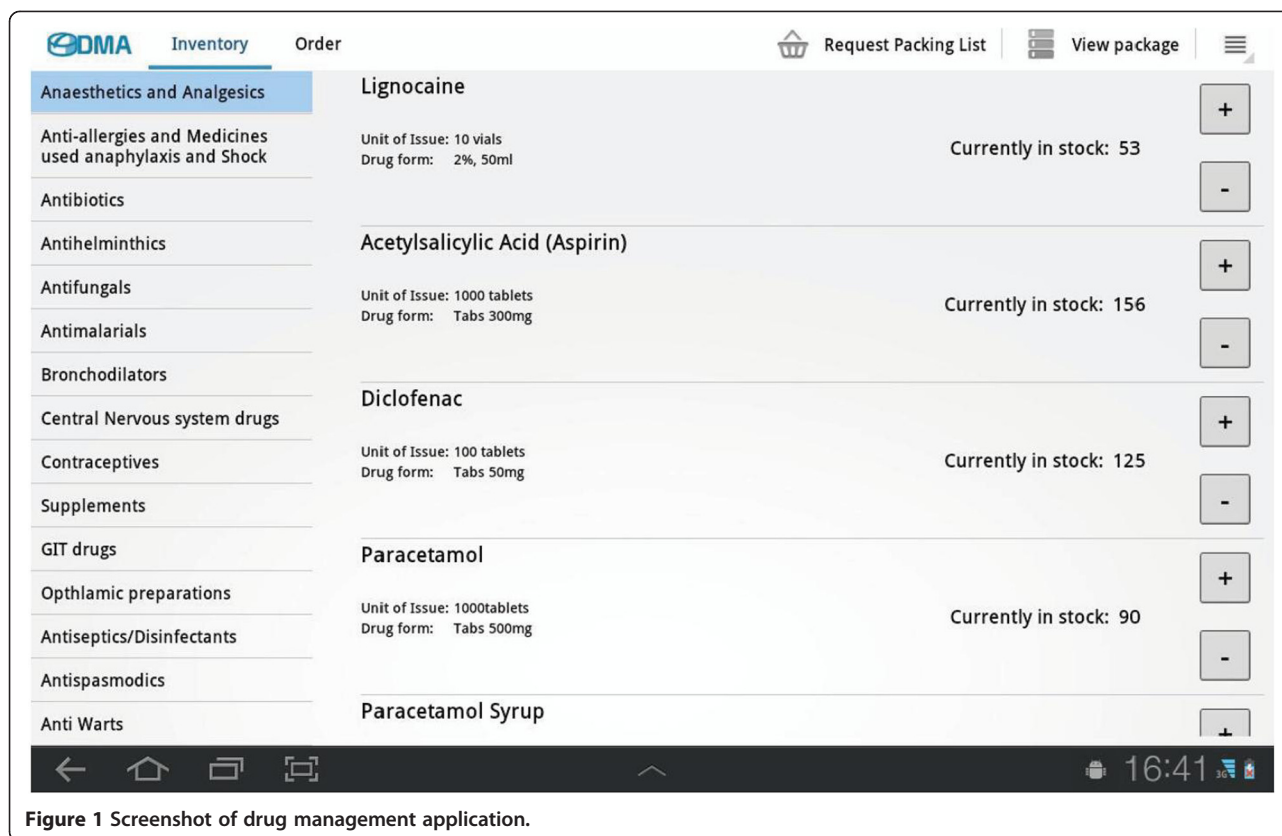 DMA Inventory Order Request Packing List View package
Anaesthetics and Analgesics
Anti-allergies and Medicines
used anaphylaxis and Shock
Antibiotics
Antihelminthics
Antifungals
Antimalarials
Bronchodilators
Central Nervous system drugs
Contraceptives
Supplements
GIT drugs
Opthlamic preparations
Antiseptics/Disinfectants
Antispasmodics
Anti Warts
Lignocaine
Unit of Issue: 10 vials
Drug form: 2%, 50ml
Currently in stock: 53
+
-
Acetylsalicylic Acid (Aspirin)
Unit of Issue: 1000 tablets
Drug form: Tabs 300mg
Currently in stock: 156
+
-
Diclofenac
Unit of Issue: 100 tablets
Drug form: Tabs 50mg
Currently in stock: 125
+
-
Paracetamol
Unit of Issue: 1000tablets
Drug form: Tabs 500mg
Currently in stock: 90
+
-
Paracetamol Syrup
+
16:41 3G
Figure 1 Screenshot of drug management application.